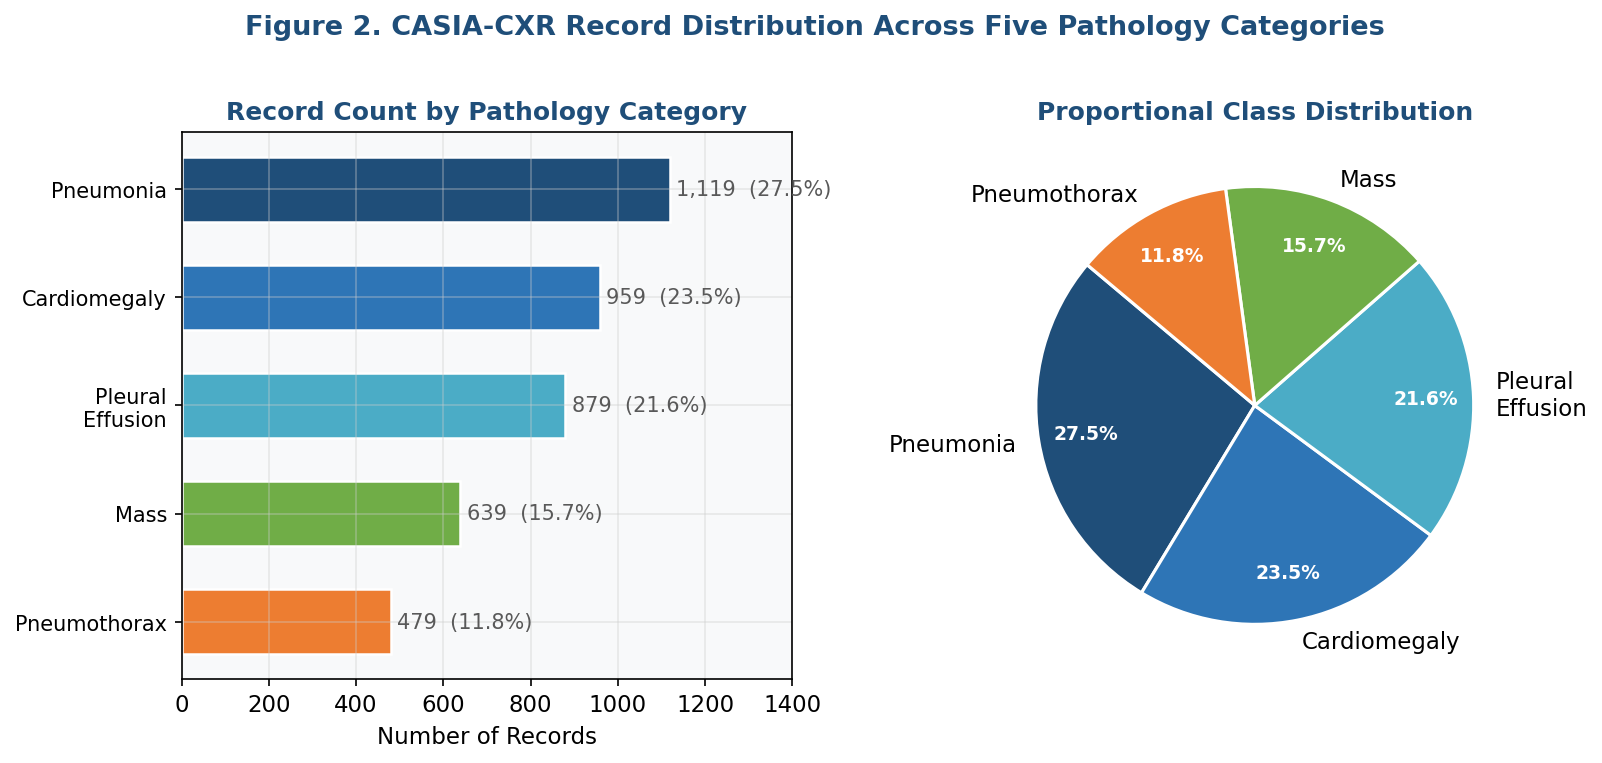 Figure 2. CASIA-CXR Record Distribution Across Five Pathology Categories
Record Count by Pathology Category
Pneumonia
1,119 (27.5%)
Cardiomegaly
959 (23.5%)
Pleural
Effusion
879 (21.6%)
Mass
639 (15.7%)
Pneumothorax
479 (11.8%)
0 200 400 600 800 1000 1200 1400
Number of Records
Proportional Class Distribution
Mass
Pneumothorax
15.7%
11.8%
Pleural
Effusion
21.6%
Pneumonia
27.5%
23.5%
Cardiomegaly